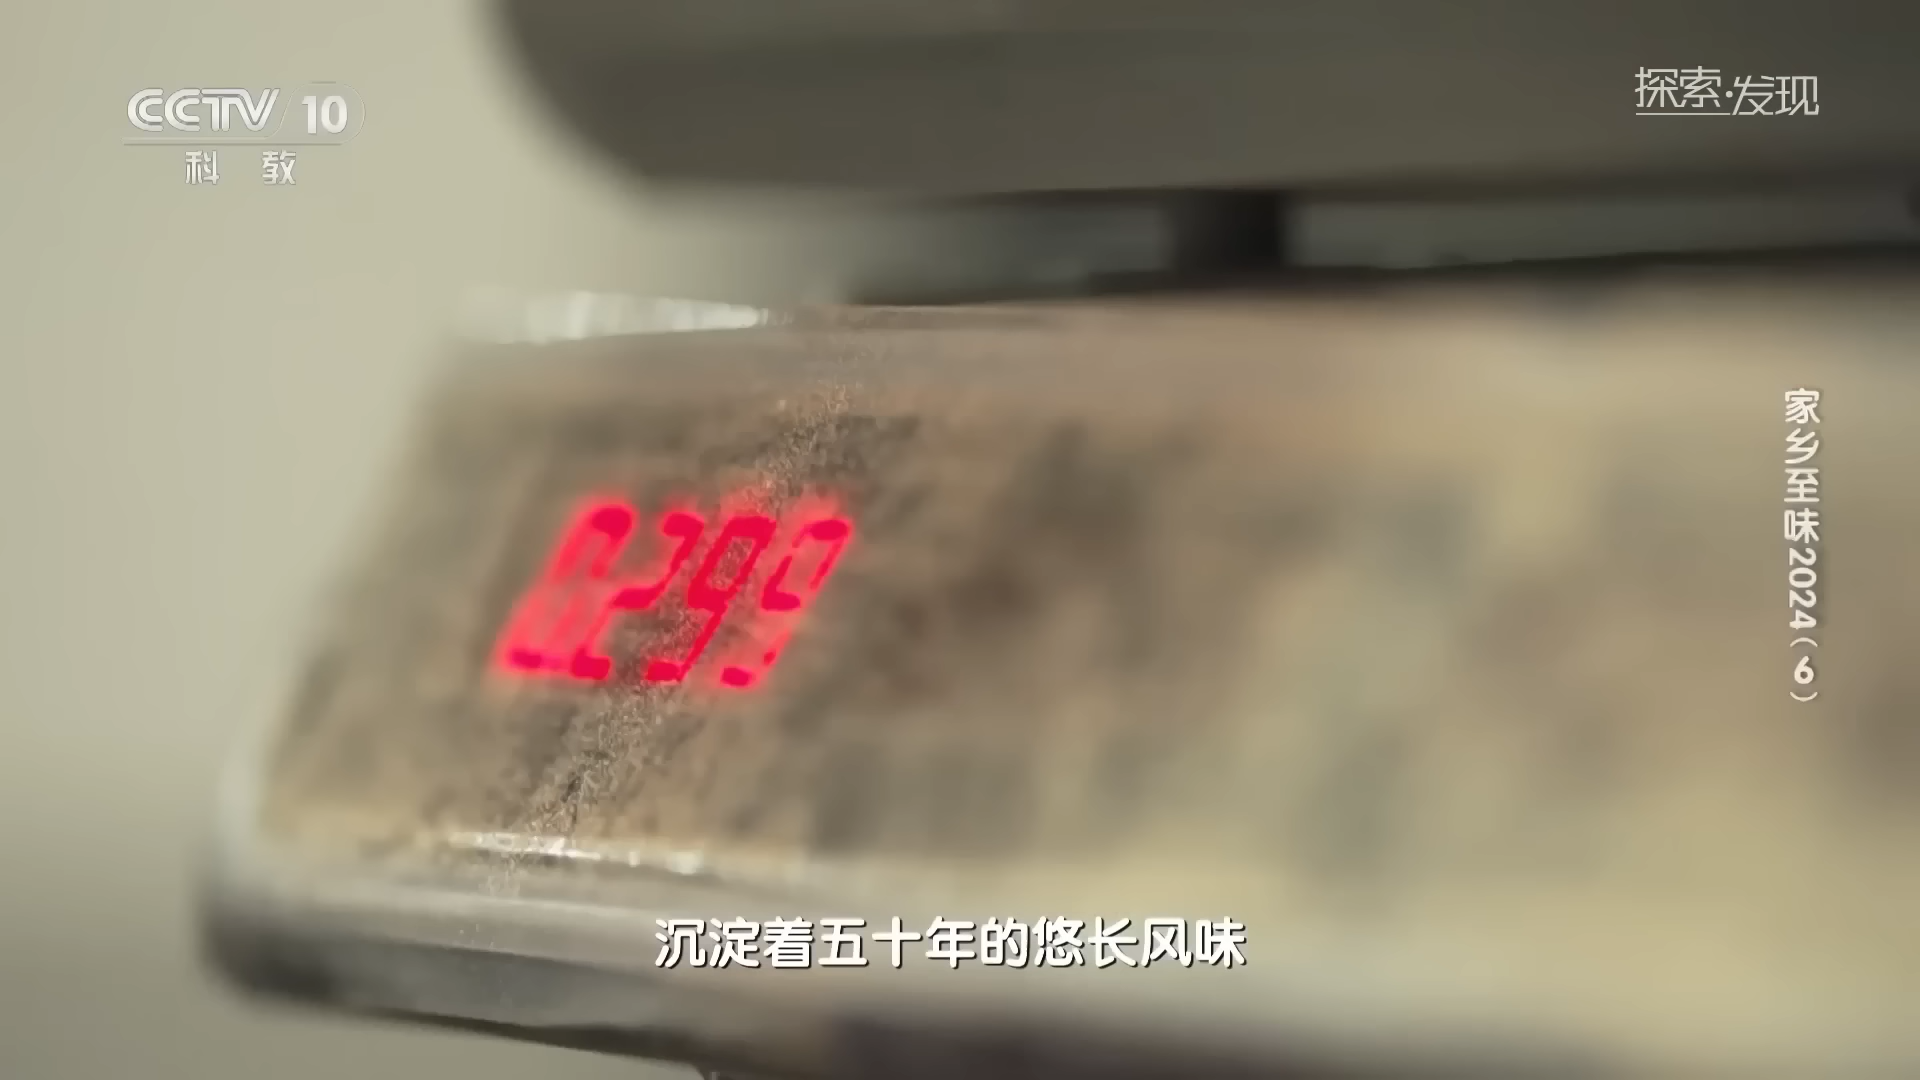 CCTV 10
科 教
探索·发现
家乡至味2024(6)
沉淀着五十年的悠长风味